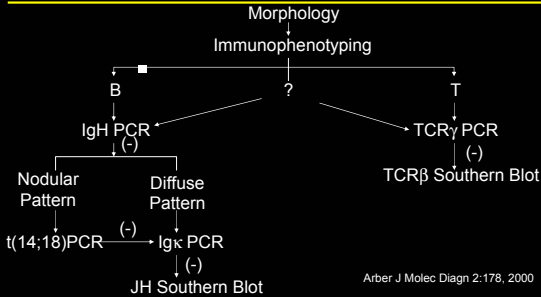 Morphology
Immunophenotyping
B
?
T
IgH PCR
TCRγ PCR
(-)
(-)
TCRβ Southern Blot
Nodular
Pattern
Diffuse
Pattern
t(14;18)PCR
(-)
Igκ PCR
(-)
JH Southern Blot
Arber J Molec Diagn 2:178, 2000